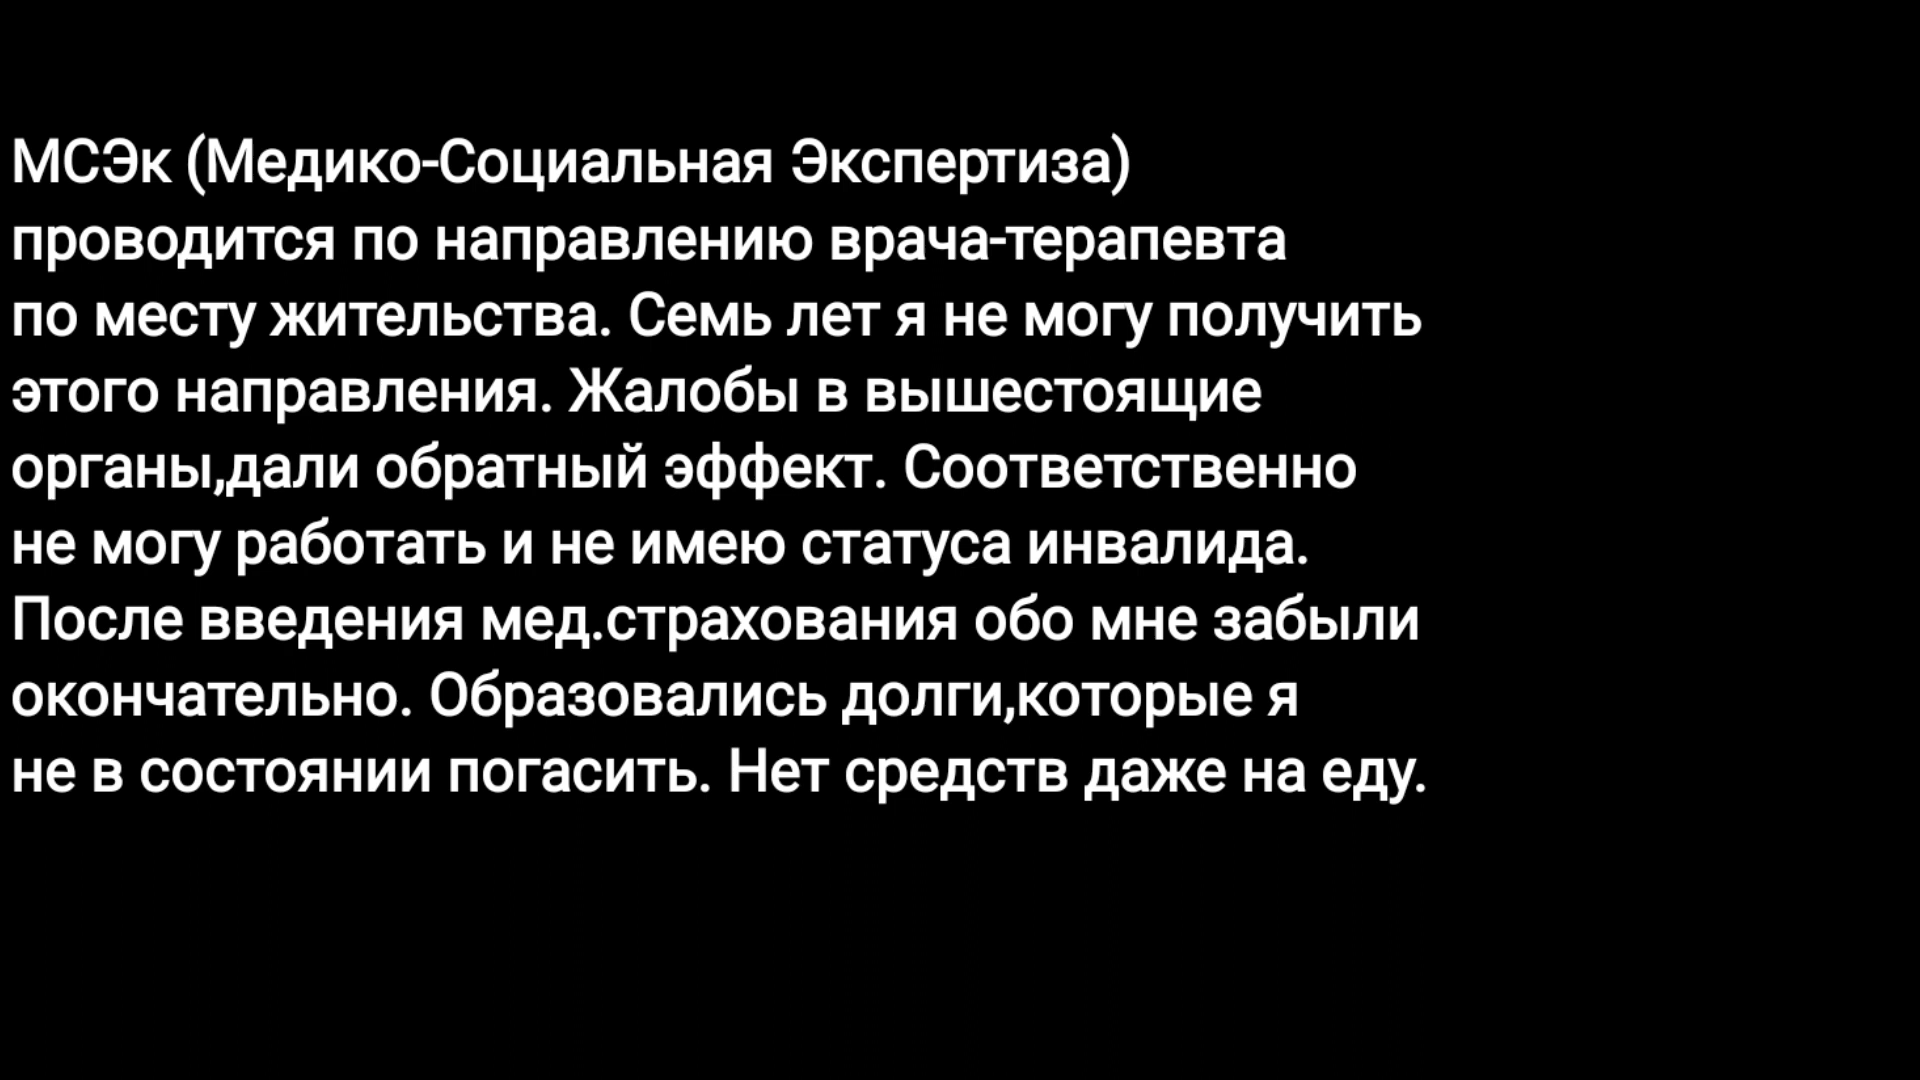 МСЭк (Медико-Социальная Экспертиза)
проводится по направлению врача-терапевта
по месту жительства. Семь лет я не могу получить
этого направления. Жалобы в вышестоящие
органы,дали обратный эффект. Соответственно
не могу работать и не имею статуса инвалида.
После введения мед.страхования обо мне забыли
окончательно. Образовались долги,которые я
не в состоянии погасить. Нет средств даже на еду.